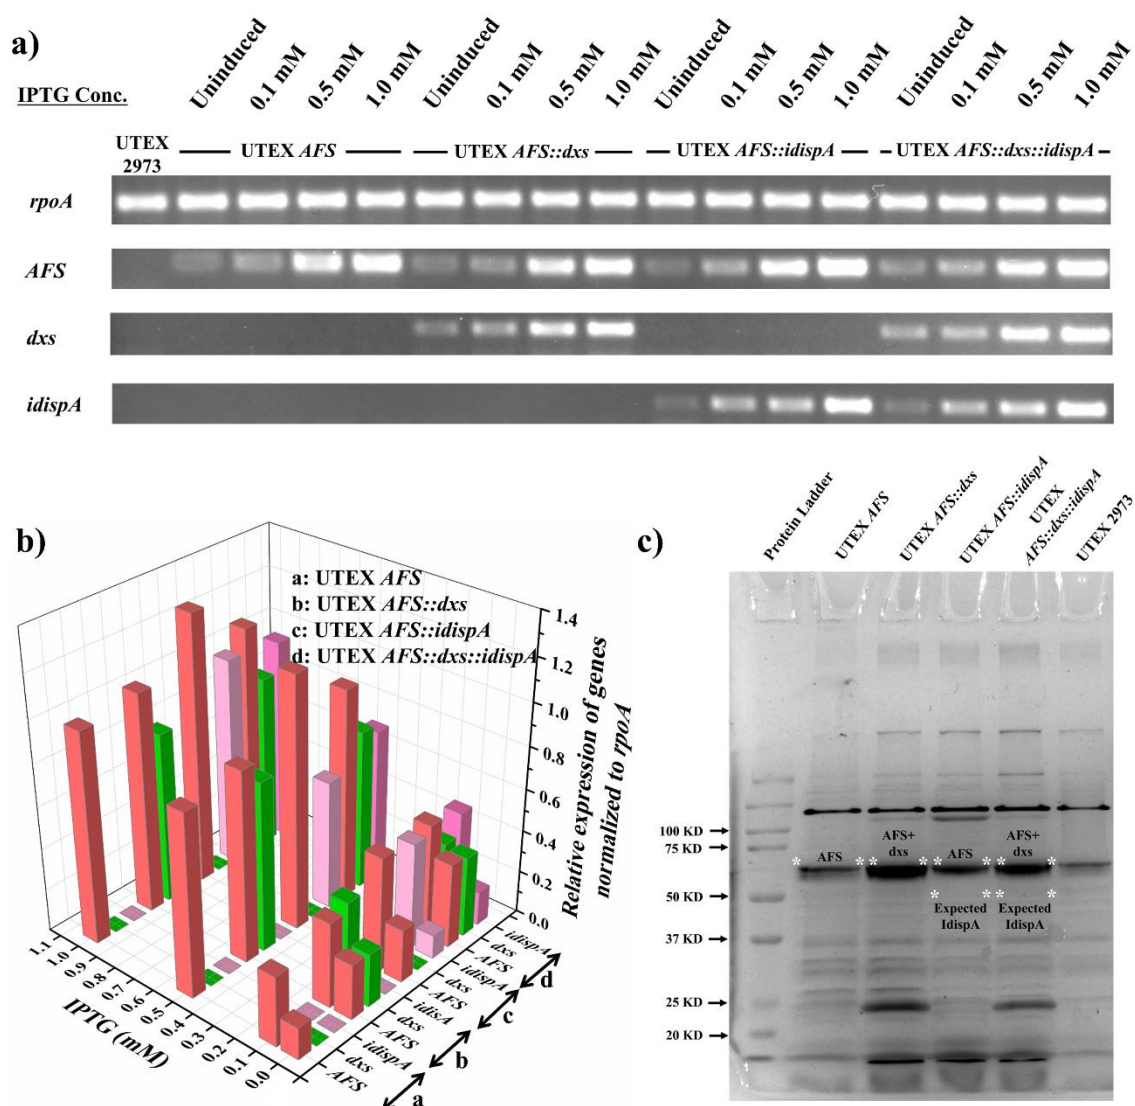 a)
IPTG Conc.
Uninduced 0.1 mM 0.5 mM 1.0 mM Uninduced 0.1 mM 0.5 mM 1.0 mM Uninduced 0.1 mM 0.5 mM 1.0 mM Uninduced 0.1 mM 0.5 mM 1.0 mM
UTEX
2973
UTEX AFS
UTEX AFS::dxs
UTEX AFS::idispA
UTEX AFS::dxs::idispA
rpoA
AFS
dxs
idispA
b)
a: UTEX AFS
b: UTEX AFS::dxs
c: UTEX AFS::idispA
d: UTEX AFS::dxs::idispA
1.4
1.2
1.0
0.8
0.6
0.4
0.2
0.0
Relative expression of genes
normalized to rpoA
1.1
1.0
0.9
0.8
0.7
0.6
0.5
0.4
0.3
0.2
0.1
0.0
IPTG (mM)
idispA
dxs
AFS
idispA
dxs
AFS
idisA
dxs
AFS
idispA
dxs
AFS
d
c
b
a
c)
Protein Ladder
UTEX AFS
UTEX AFS::dxs
UTEX AFS::idispA
UTEX
AFS::dxs::idispA
UTEX 2973
100 KD
75 KD
50 KD
37 KD
25 KD
20 KD
* AFS *
AFS+
* dxs *
* AFS *
AFS+
* dxs *
* *
Expected
IdispA
* *
Expected
IdispA